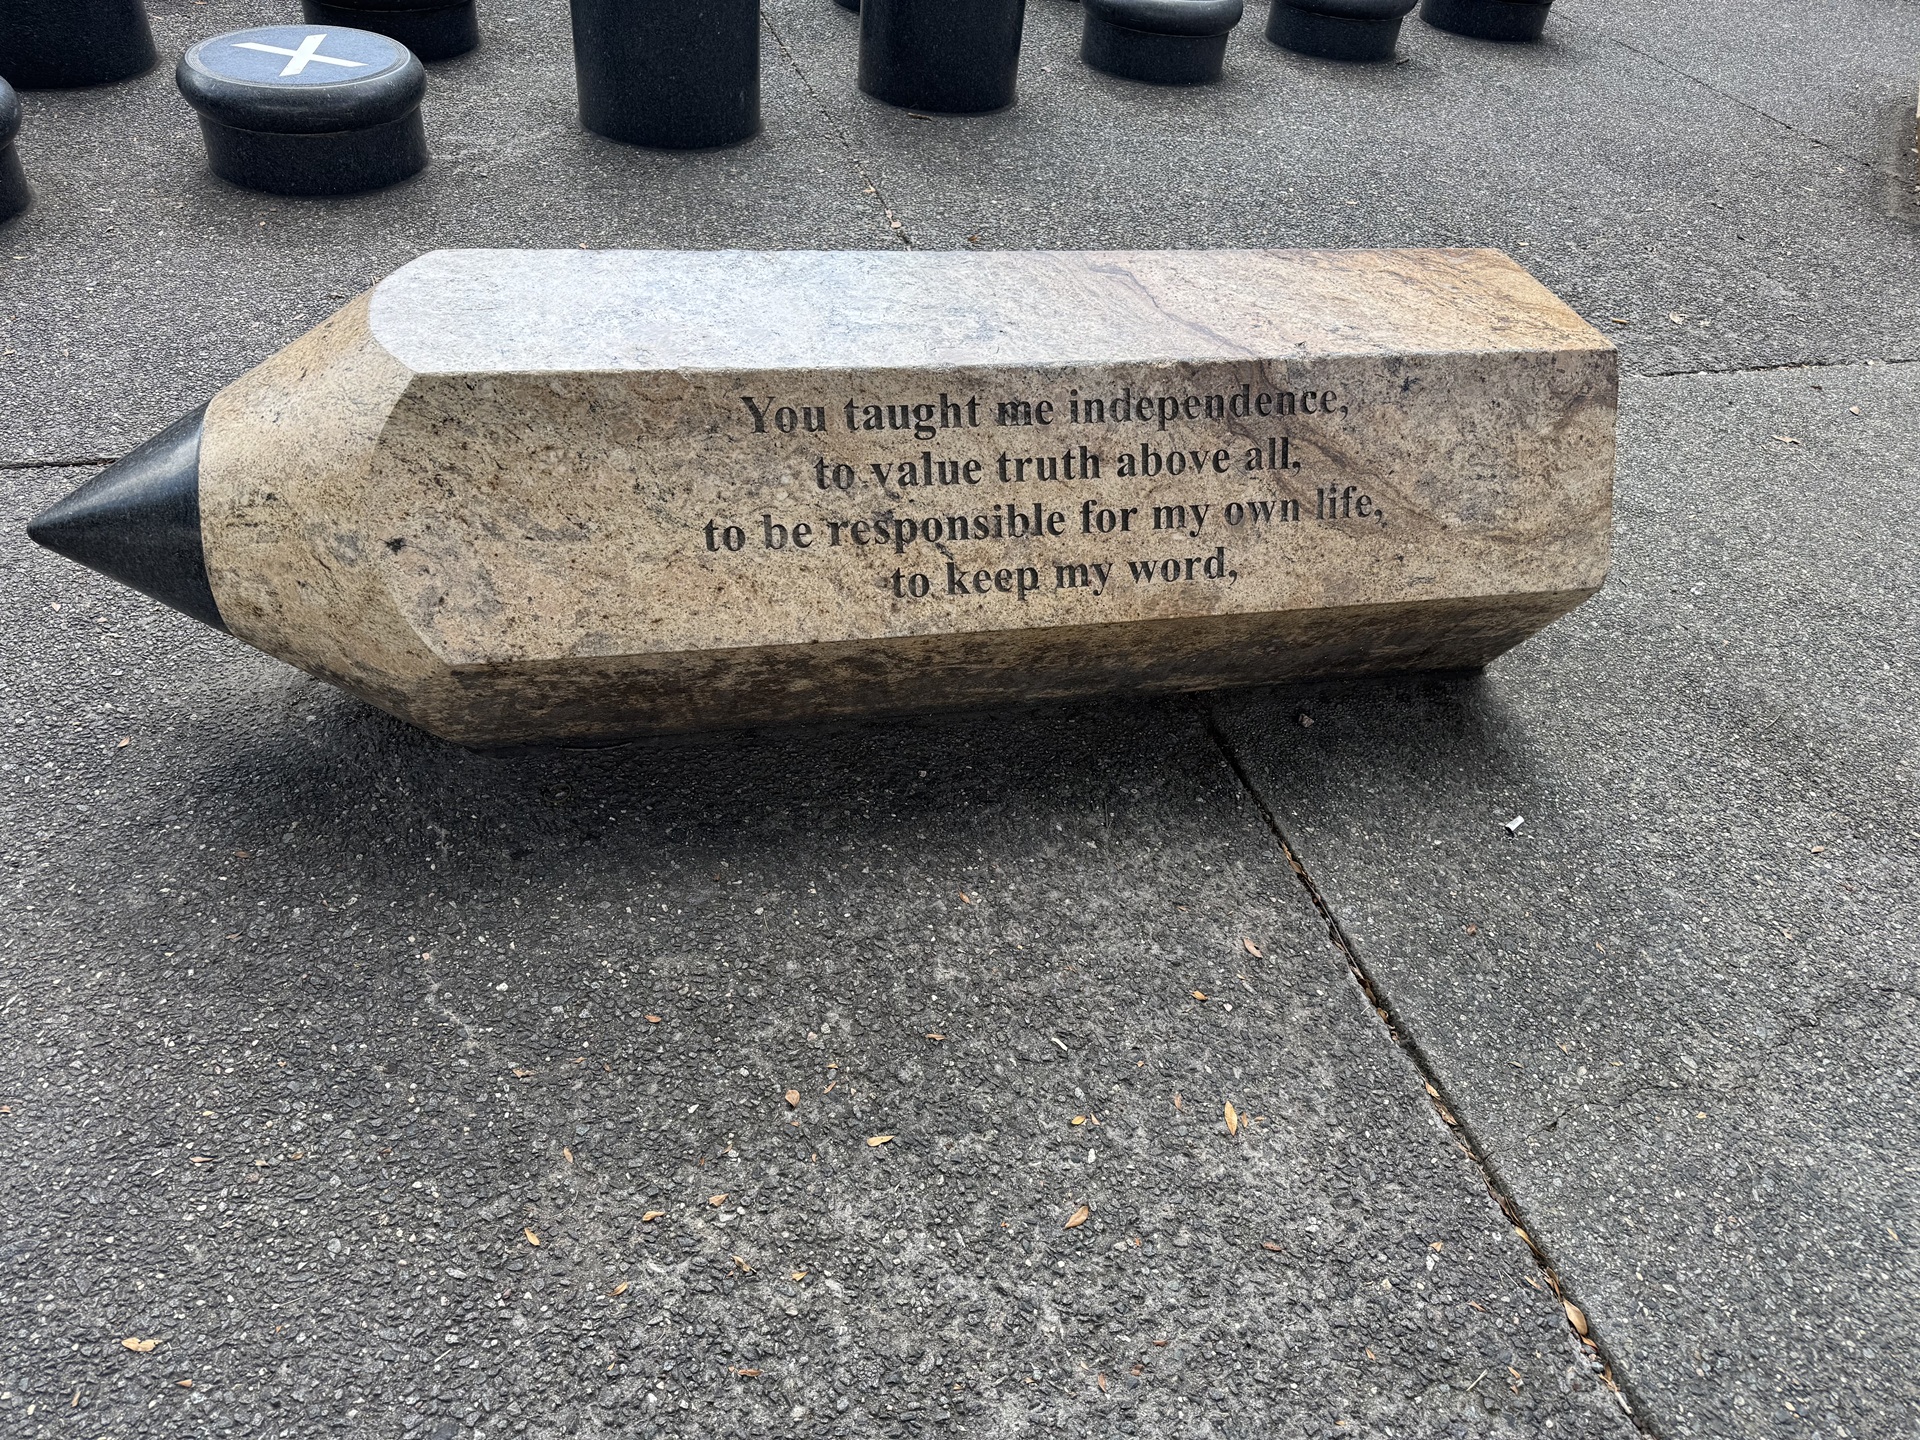 You taught me independence,
to value truth above all,
to be responsible for my own life,
to keep my word,